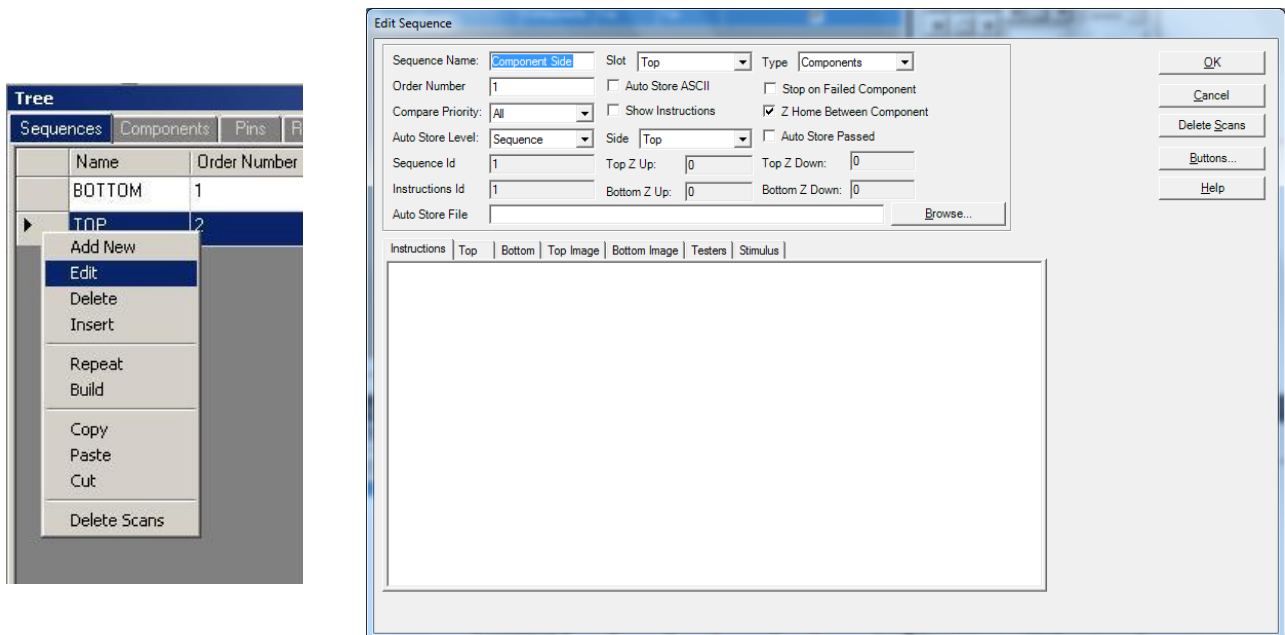 Tree
Sequences Components Pins R
Name Order Number
BOTTOM 1
TOP 2
Add New
Edit
Delete
Insert
Repeat
Build
Copy
Paste
Cut
Delete Scans
Edit Sequence
Sequence Name: Component Side Slot Top Type Components OK
Order Number 1 Auto Store ASCII Stop on Failed Component Cancel
Compare Priority: All Show Instructions Z Home Between Component
Auto Store Level: Sequence Side Top Auto Store Passed Delete Scans
Sequence Id 1 Top Z Up: 0 Top Z Down: 0 Buttons...
Instructions Id 1 Bottom Z Up: 0 Bottom Z Down: 0 Help
Auto Store File Browse...
Instructions Top Bottom Top Image Bottom Image Testers Stimulus